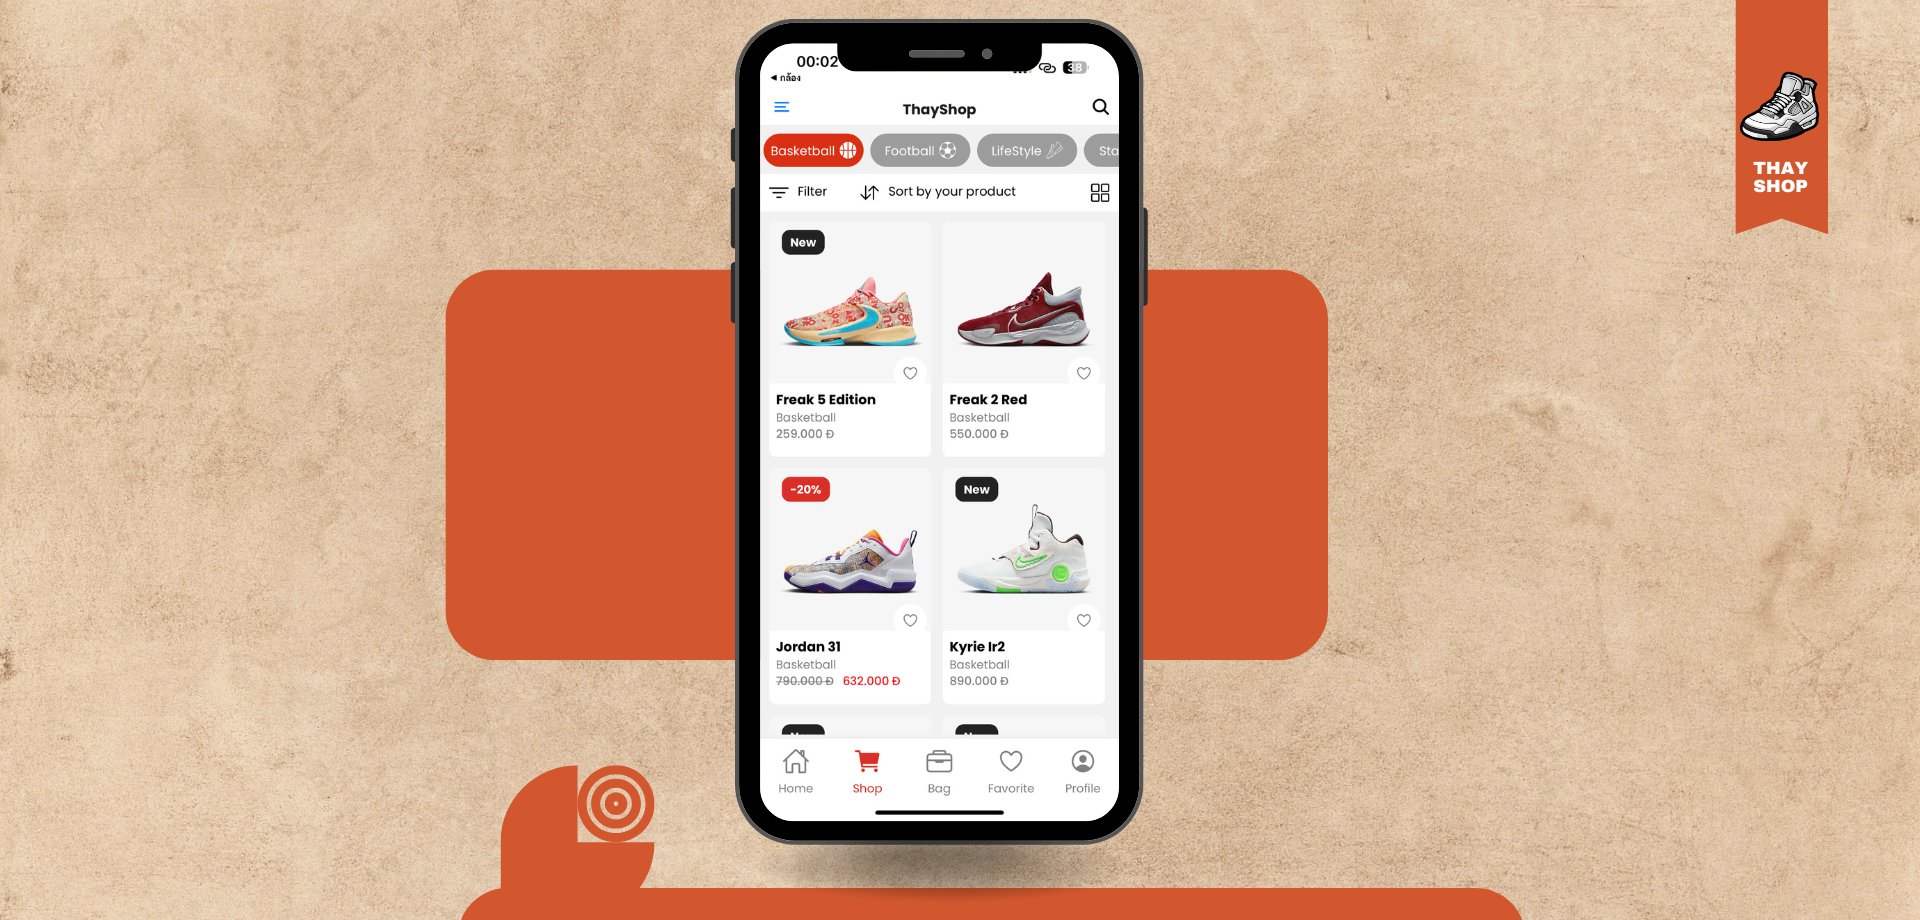 00:02
38
◀ กล้อง
ThayShop
Basketball
Football
LifeStyle
Sta
Filter
Sort by your product
New
Freak 5 Edition
Basketball
259.000 Đ
Freak 2 Red
Basketball
550.000 Đ
-20%
Jordan 31
Basketball
790.000 Đ 632.000 Đ
New
Kyrie Ir2
Basketball
890.000 Đ
Home
Shop
Bag
Favorite
Profile
THAY
SHOP